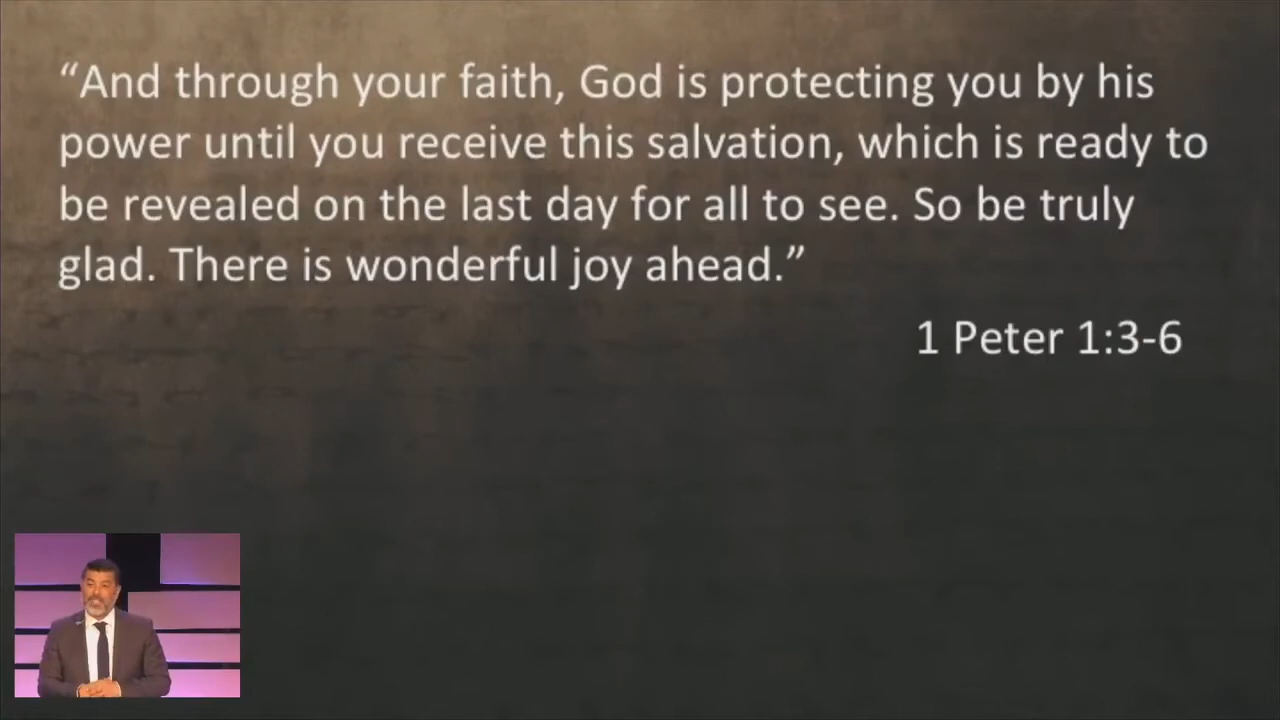 “And through your faith, God is protecting you by his
power until you receive this salvation, which is ready to
be revealed on the last day for all to see. So be truly
glad. There is wonderful joy ahead.”
1 Peter 1:3-6